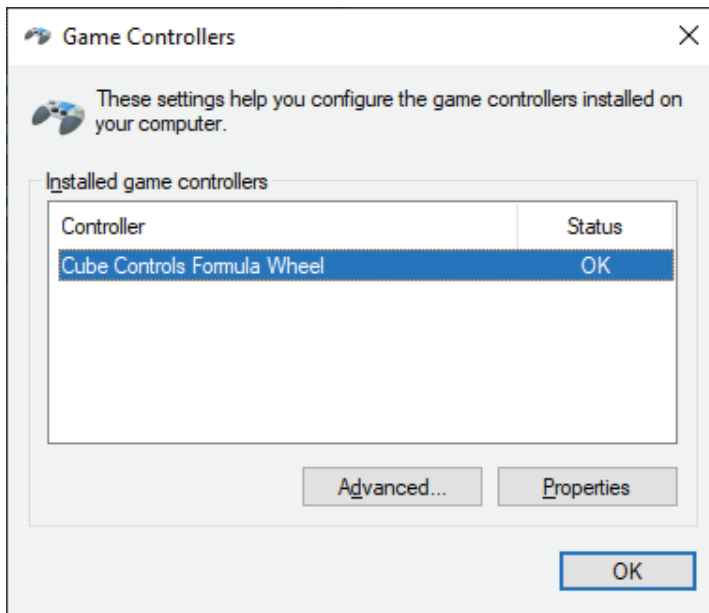 Game Controllers
These settings help you configure the game controllers installed on
your computer.
Installed game controllers
Controller Status
Cube Controls Formula Wheel OK
Advanced... Properties
OK